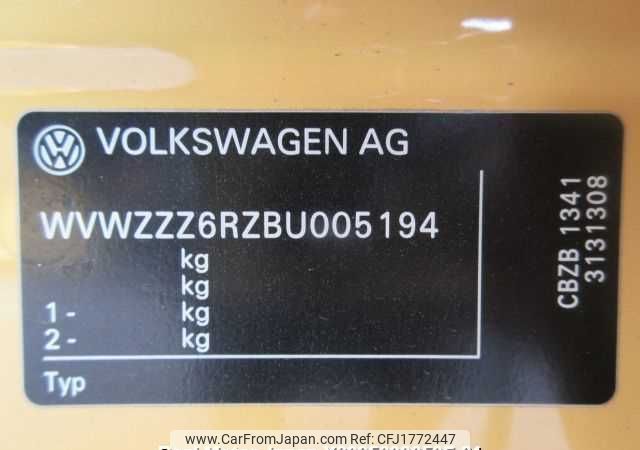 VOLKSWAGEN AG
WVWZZZ6RZBU005194
kg
kg
1- kg
2- kg
Typ
CBZB 1341
3131308
www.CarFromJapan.com Ref: CFJ1772447